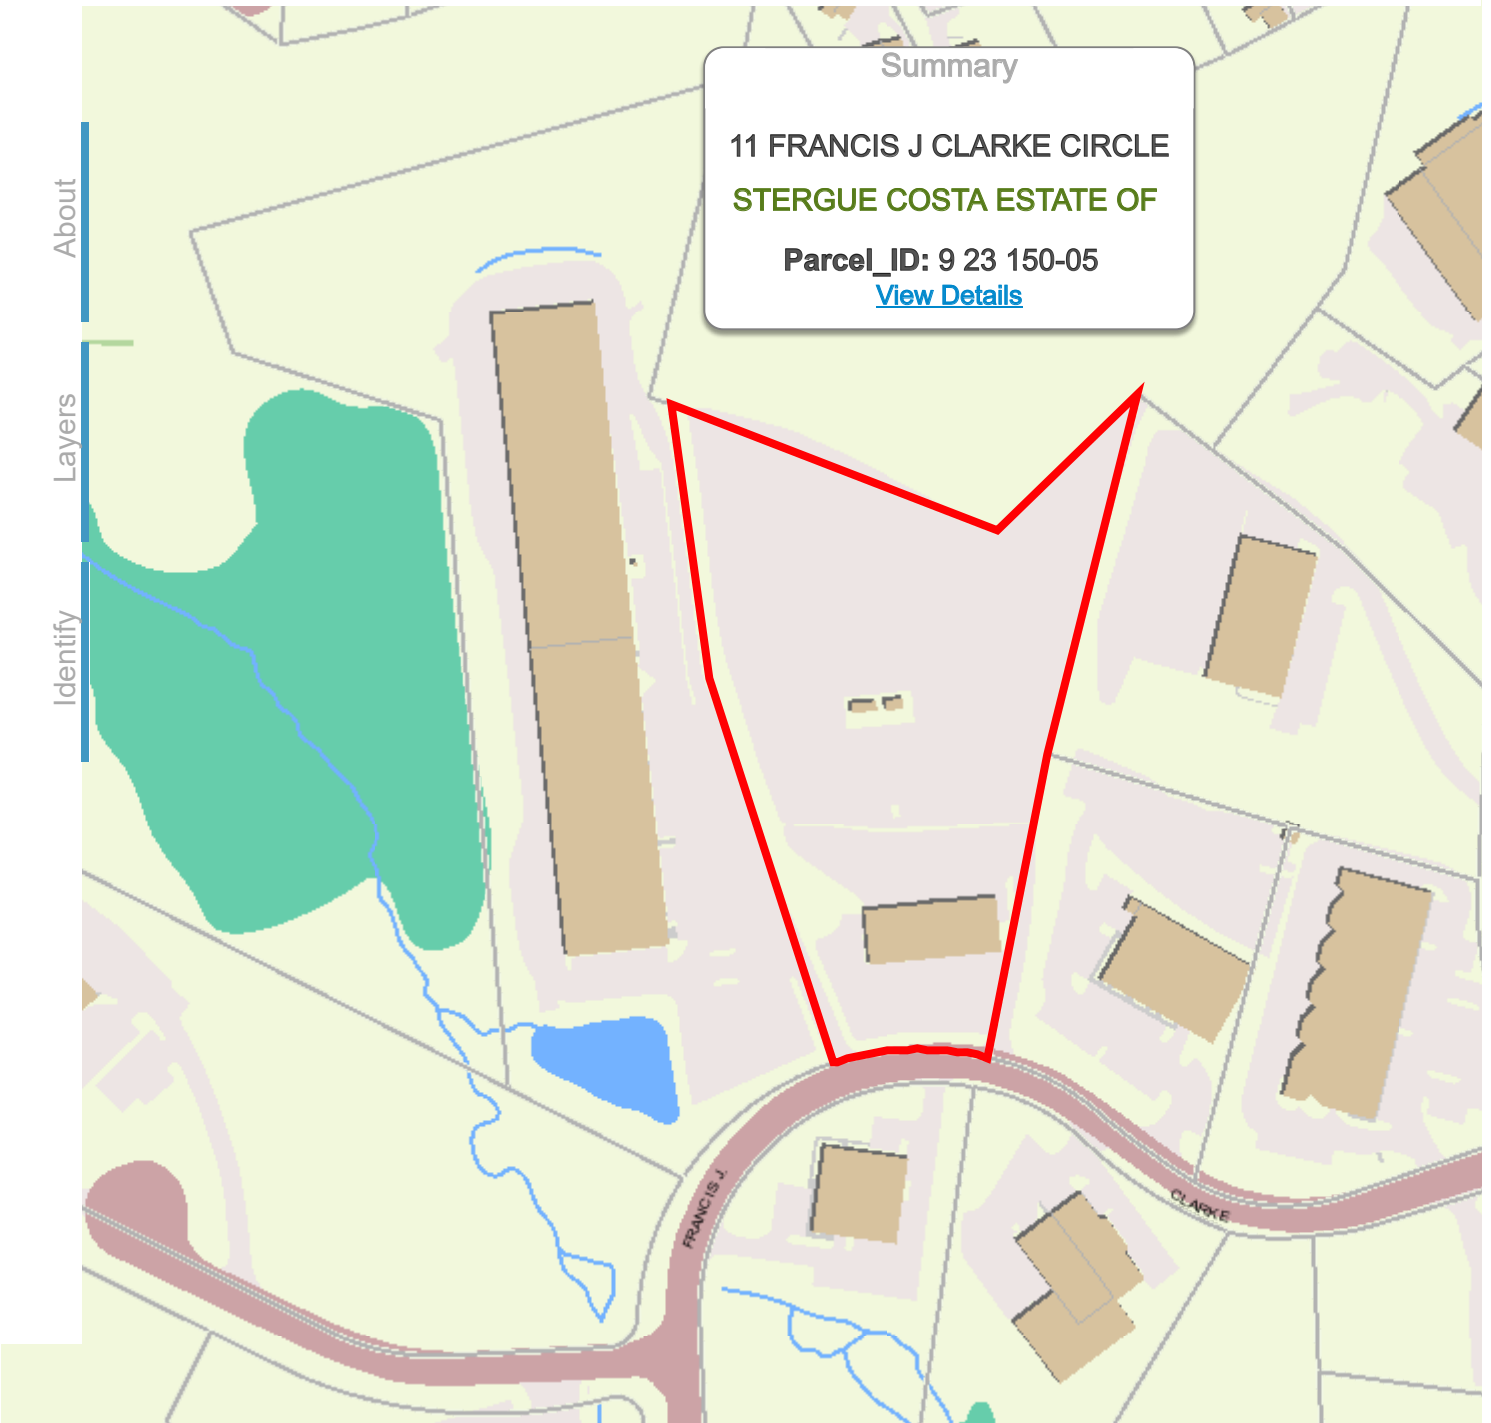 Summary
11 FRANCIS J CLARKE CIRCLE
STERGUE COSTA ESTATE OF
Parcel_ID: 9 23 150-05
View Details
About
Layers
Identify
FRANCIS J.
CLARKE